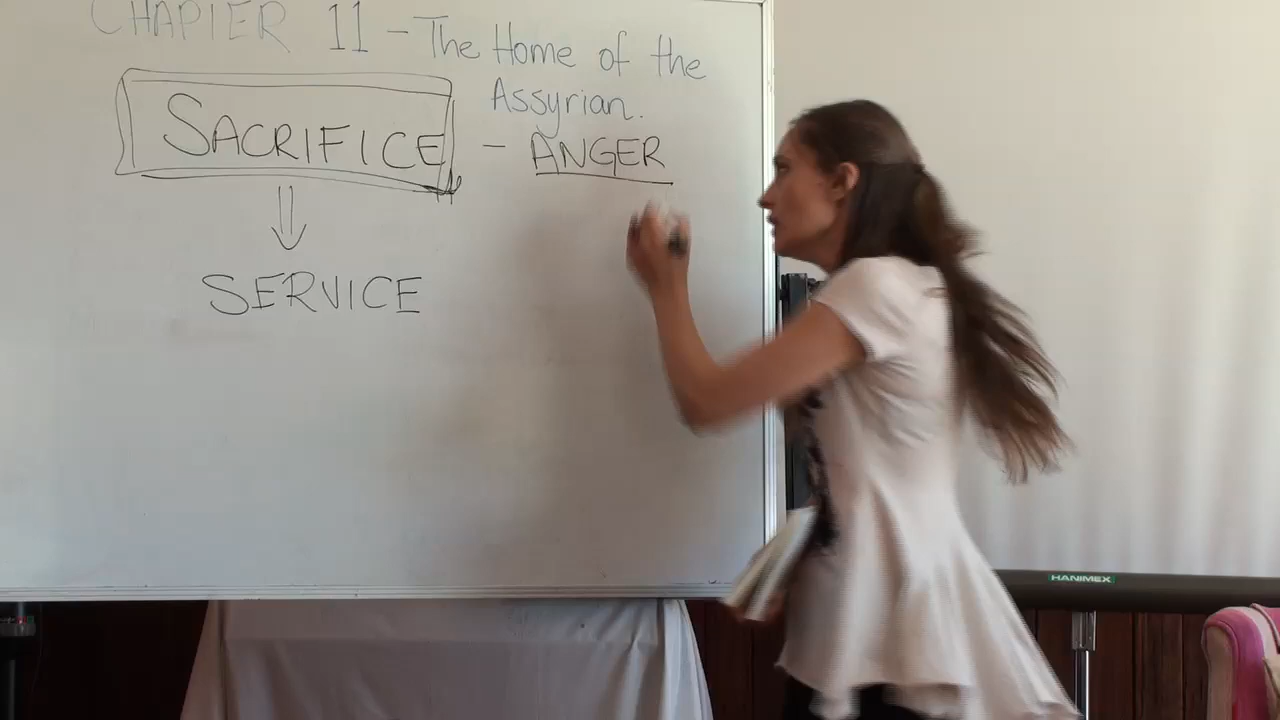 CHAPTER 11 - The Home of the
Assyrian.
SACRIFICE - ANGER
SERVICE
HANIMEX